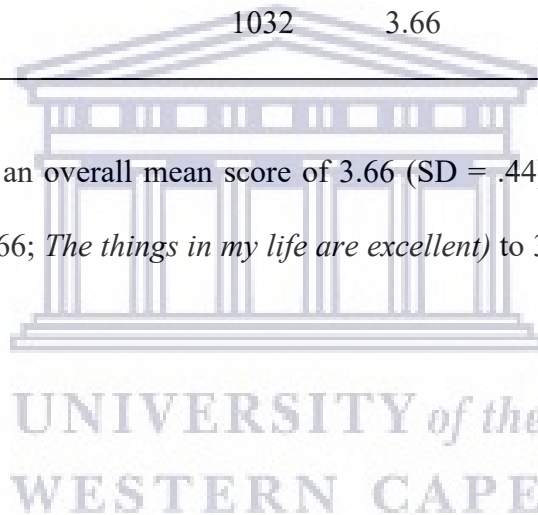 1032 3.66
an overall mean score of 3.66 (SD = .44
66; The things in my life are excellent) to 3
UNIVERSITY of the
WESTERN CAPE